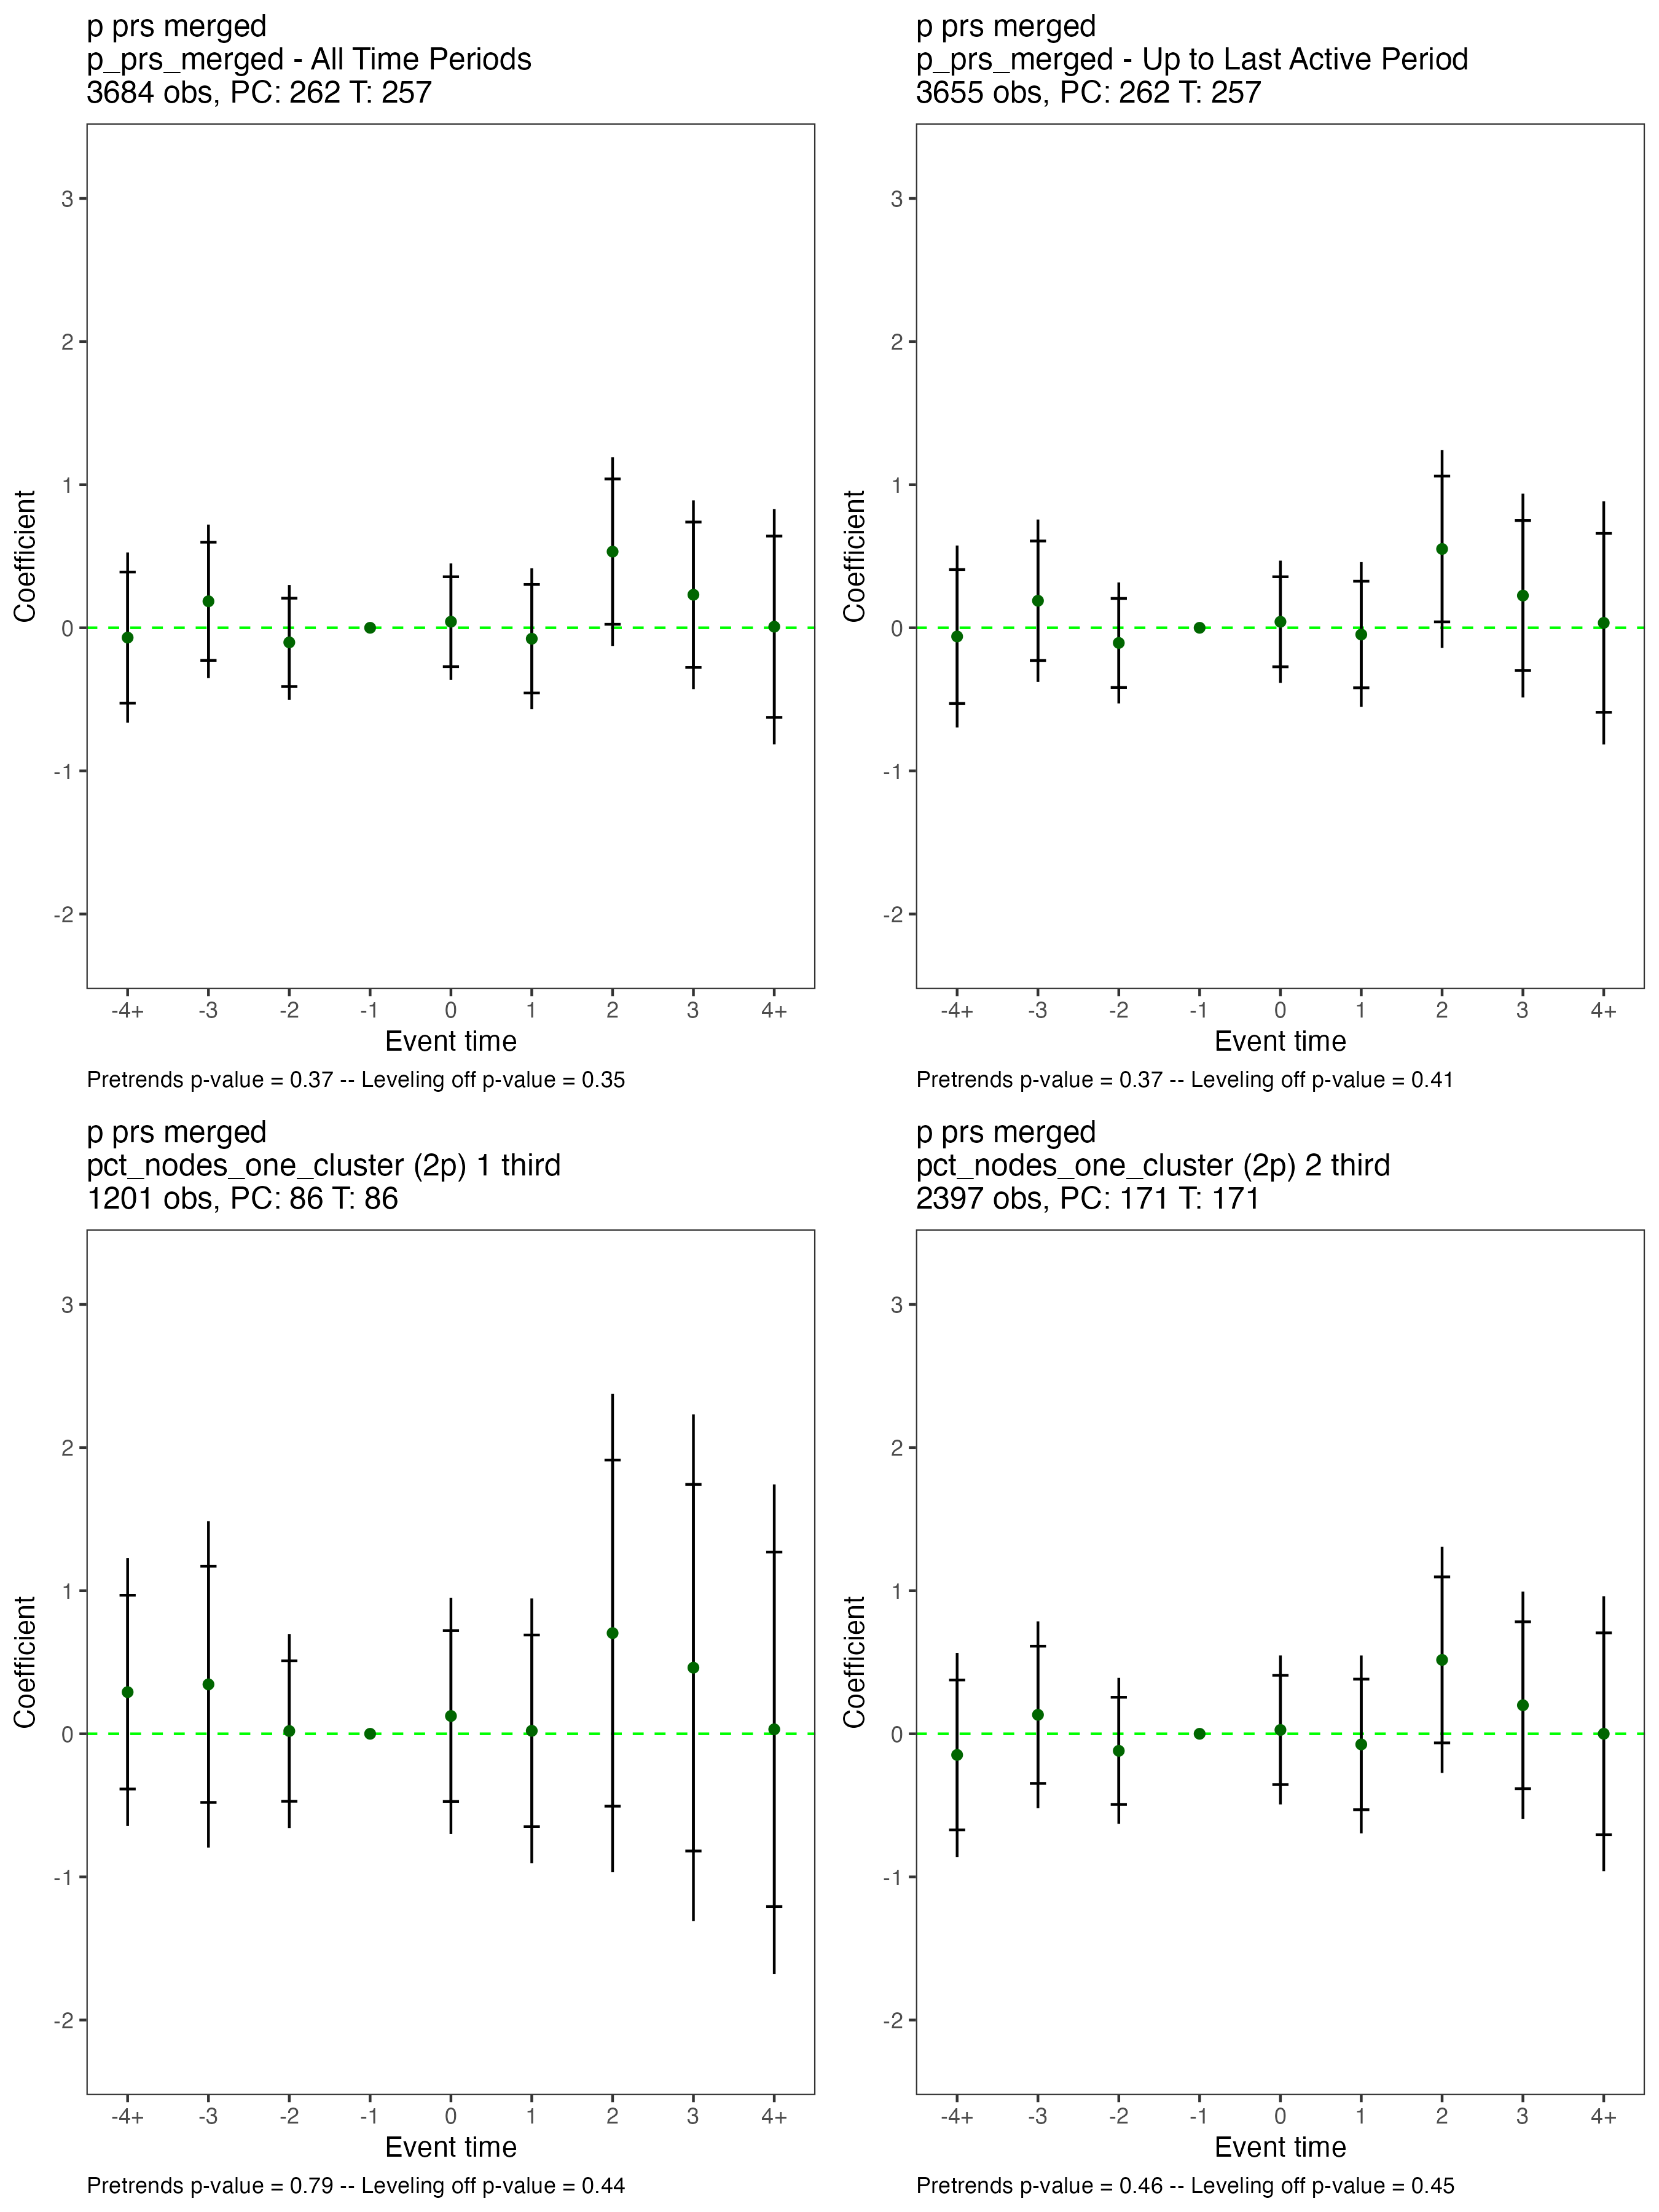 p prs merged
p_prs_merged - All Time Periods
3684 obs, PC: 262 T: 257
Coefficient
3
2
1
0
-1
-2
-4+ -3 -2 -1 0 1 2 3 4+
Event time
Pretrends p-value = 0.37 -- Leveling off p-value = 0.35
p prs merged
p_prs_merged - Up to Last Active Period
3655 obs, PC: 262 T: 257
Coefficient
3
2
1
0
-1
-2
-4+ -3 -2 -1 0 1 2 3 4+
Event time
Pretrends p-value = 0.37 -- Leveling off p-value = 0.41
p prs merged
pct_nodes_one_cluster (2p) 1 third
1201 obs, PC: 86 T: 86
Coefficient
3
2
1
0
-1
-2
-4+ -3 -2 -1 0 1 2 3 4+
Event time
Pretrends p-value = 0.79 -- Leveling off p-value = 0.44
p prs merged
pct_nodes_one_cluster (2p) 2 third
2397 obs, PC: 171 T: 171
Coefficient
3
2
1
0
-1
-2
-4+ -3 -2 -1 0 1 2 3 4+
Event time
Pretrends p-value = 0.46 -- Leveling off p-value = 0.45